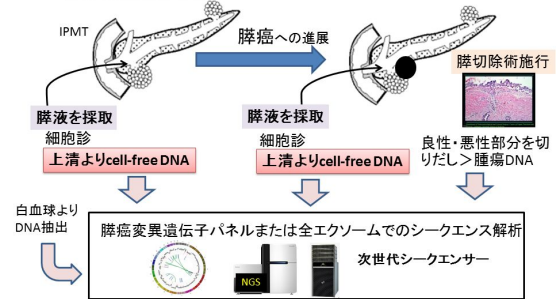 IPMT
膵癌への進展
膵切除術施行
膵液を採取
細胞診
上清よりcell-free DNA
膵液を採取
細胞診
上清よりcell-free DNA
良性・悪性部分を切
りだし＞腫瘍DNA
白血球より
DNA抽出
膵癌変異遺伝子パネルまたは全エクソームでのシークエンス解析
NGS
次世代シークエンサー